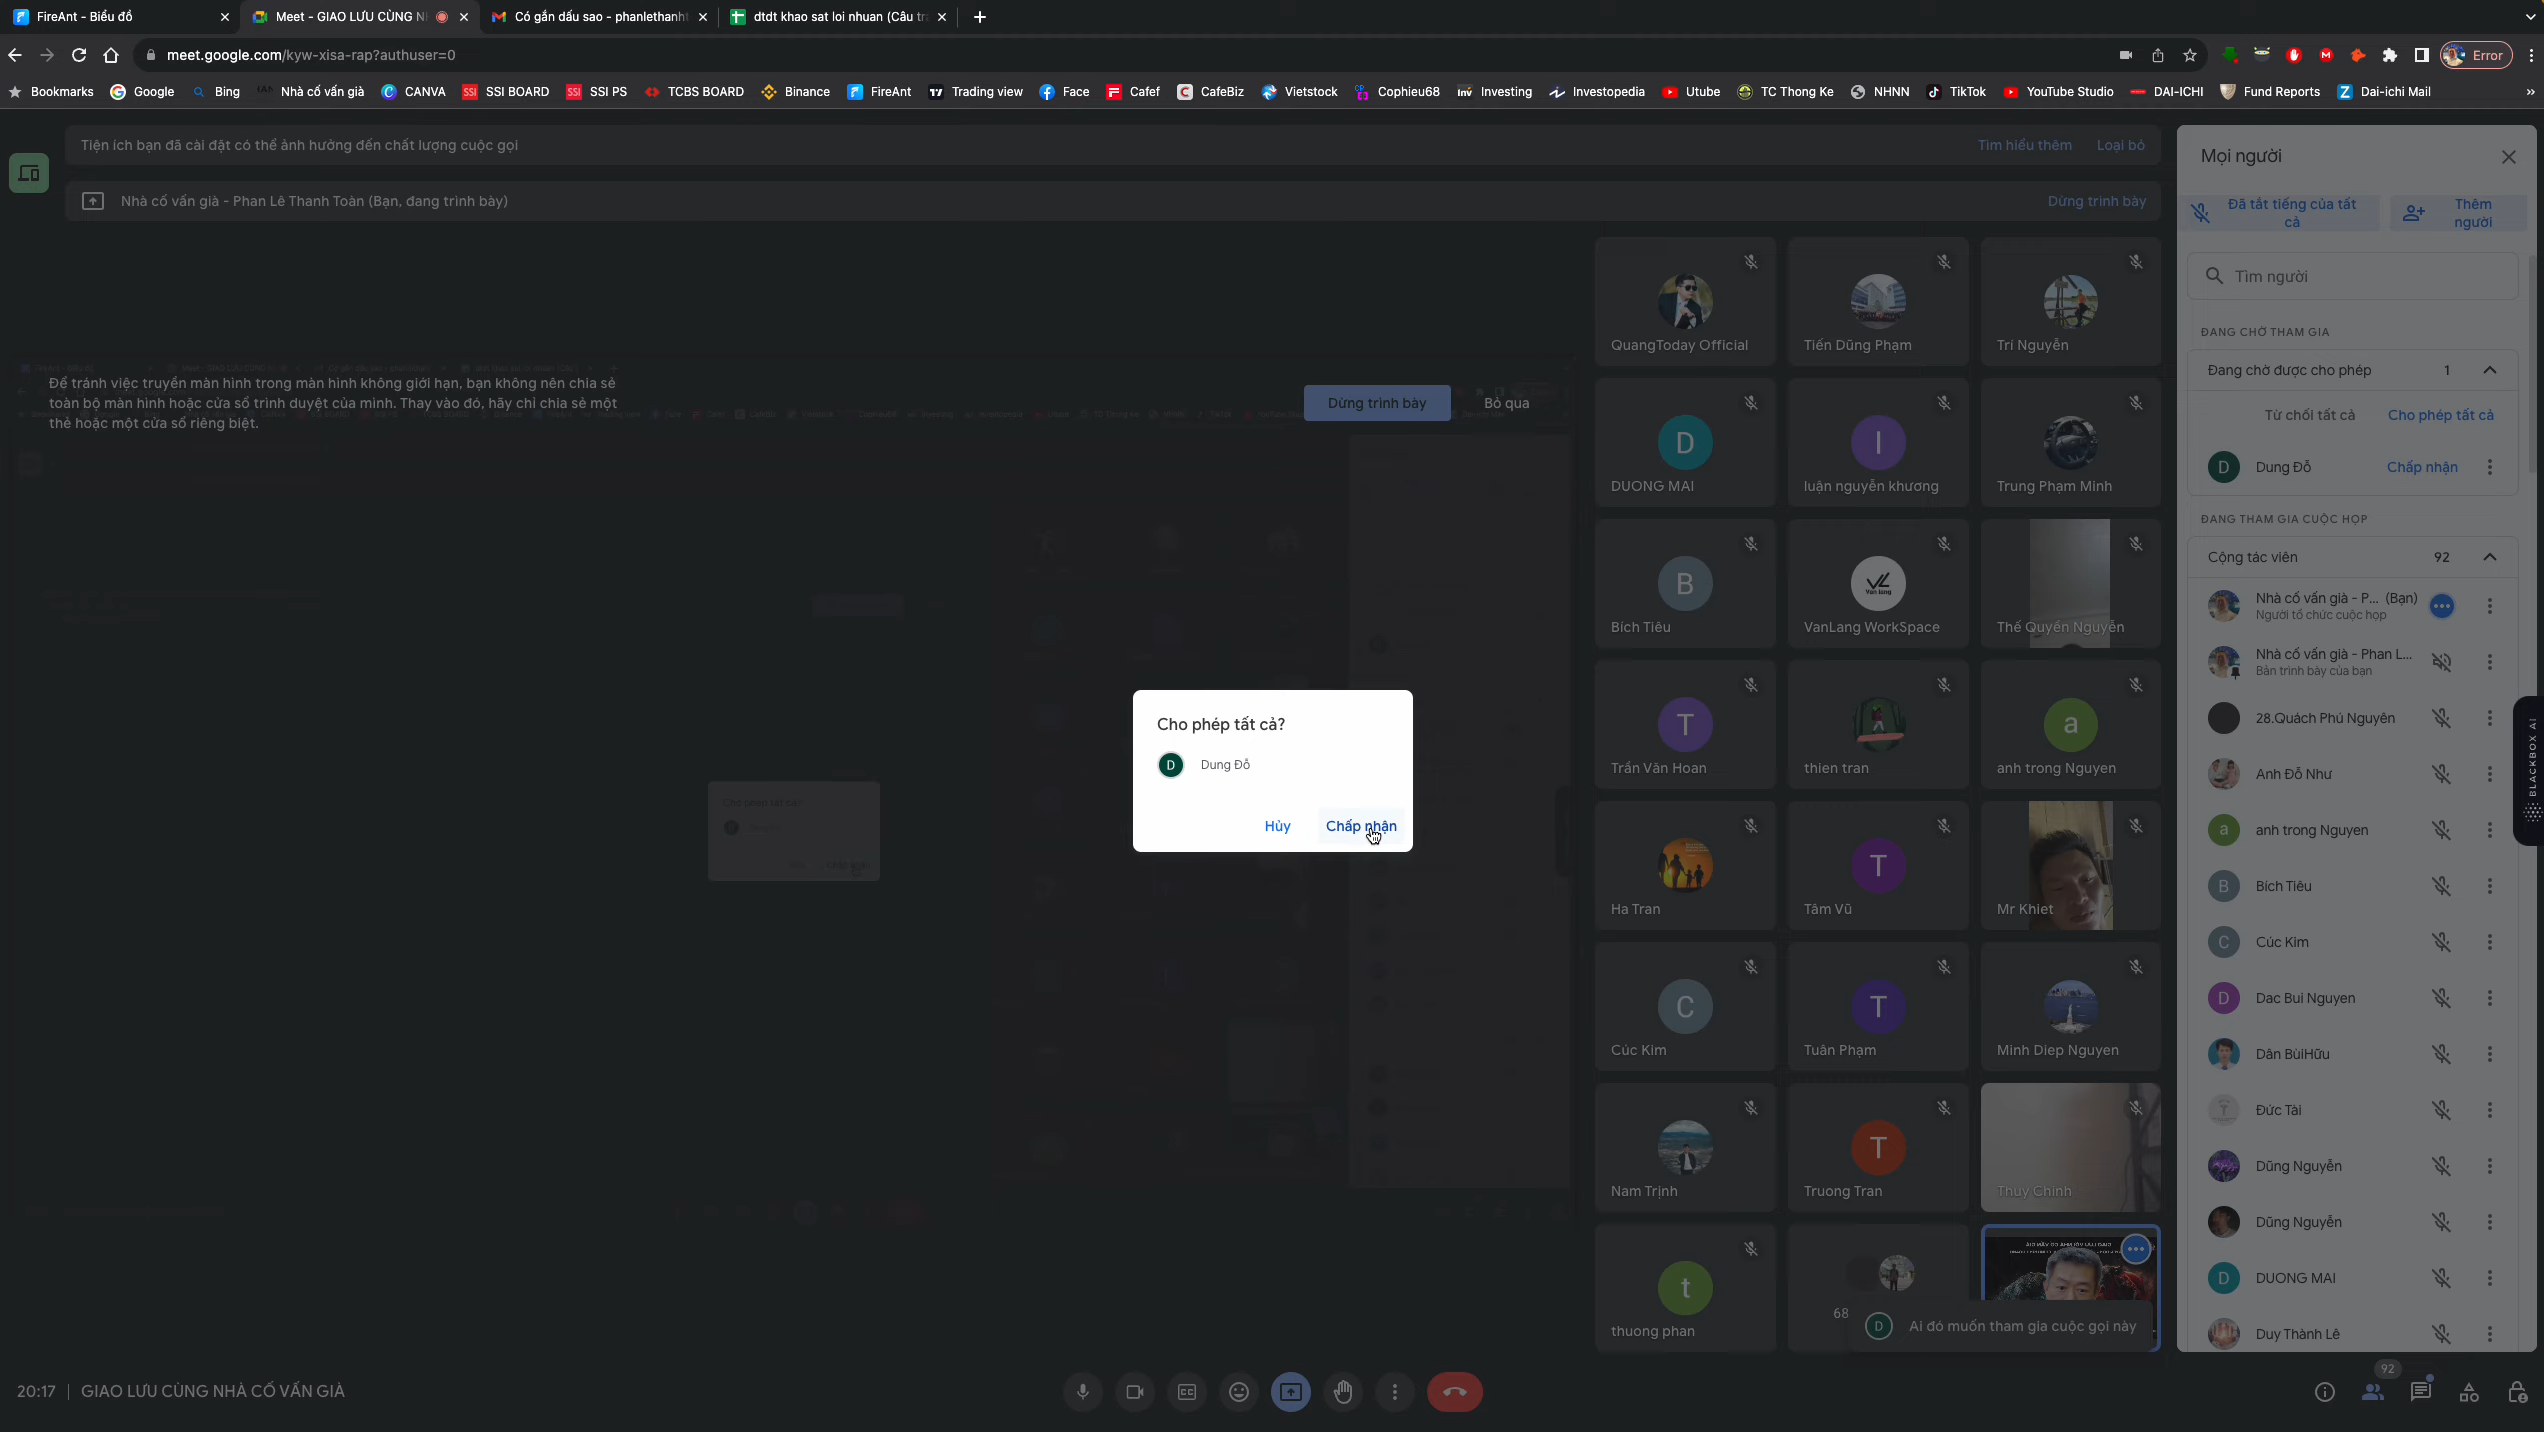 FireAnt - Biểu đồ
Meet - GIAO LƯU CÙNG
Có gắn dấu sao - phanlethanht
dtdt khao sat loi nhuan (Câu tr
meet.google.com/kyw-xisa-rap?authuser=0
Error
Bookmarks
Google
Bing
Nhà cố vấn già
CANVA
SSI BOARD
SSI PS
TCBS BOARD
Binance
FireAnt
Trading view
Face
Cafef
CafeBiz
Vietstock
Cophieu68
Investing
Investopedia
Utube
TC Thong Ke
NHNN
TikTok
YouTube Studio
DAI-ICHI
Fund Reports
Dai-ichi Mail
Tiện ích bạn đã cài đặt có thể ảnh hưởng đến chất lượng cuộc gọi
Tìm hiểu thêm
Loại bỏ
Nhà cố vấn già - Phan Lê Thanh Toàn (Bạn, đang trình bày)
Dừng trình bày
Để tránh việc truyền màn hình trong màn hình không giới hạn, bạn không nên chia sẻ
toàn bộ màn hình hoặc cửa sổ trình duyệt của mình. Thay vào đó, hãy chỉ chia sẻ một
thẻ hoặc một cửa sổ riêng biệt.
Dừng trình bày
Bỏ qua
QuangToday Official
Tiến Dũng Phạm
Trí Nguyễn
D
DUONG MAI
l
luận nguyễn khương
Trung Phạm Minh
B
Bích Tiêu
Van lang
VanLang WorkSpace
Thế Quyền Nguyễn
T
Trần Văn Hoan
thien tran
a
anh trong Nguyen
Ha Tran
T
Tâm Vũ
Mr Khiet
C
Cúc Kim
T
Tuân Phạm
Minh Diep Nguyen
Nam Trịnh
T
Truong Tran
Thuy Chinh
t
thuong phan
68
D
Ai đó muốn tham gia cuộc gọi này
Cho phép tất cả?
D
Dung Đỗ
Hủy
Chấp nhận
Mọi người
Đã tắt tiếng của tất
cả
Thêm
người
Tìm người
ĐANG CHỜ THAM GIA
Đang chờ được cho phép
1
Từ chối tất cả
Cho phép tất cả
D
Dung Đỗ
Chấp nhận
ĐANG THAM GIA CUỘC HỌP
Cộng tác viên
92
Nhà cố vấn già - P... (Bạn)
Người tổ chức cuộc họp
Nhà cố vấn già - Phan L...
Bản trình bày của bạn
28.Quách Phú Nguyên
Anh Đỗ Như
a
anh trong Nguyen
B
Bích Tiêu
C
Cúc Kim
D
Dac Bui Nguyen
Dân BùiHữu
Đức Tài
Dũng Nguyễn
Dũng Nguyễn
D
DUONG MAI
Duy Thành Lê
BLACKBOX AI
20:17
GIAO LƯU CÙNG NHÀ CỐ VẤN GIÀ
92